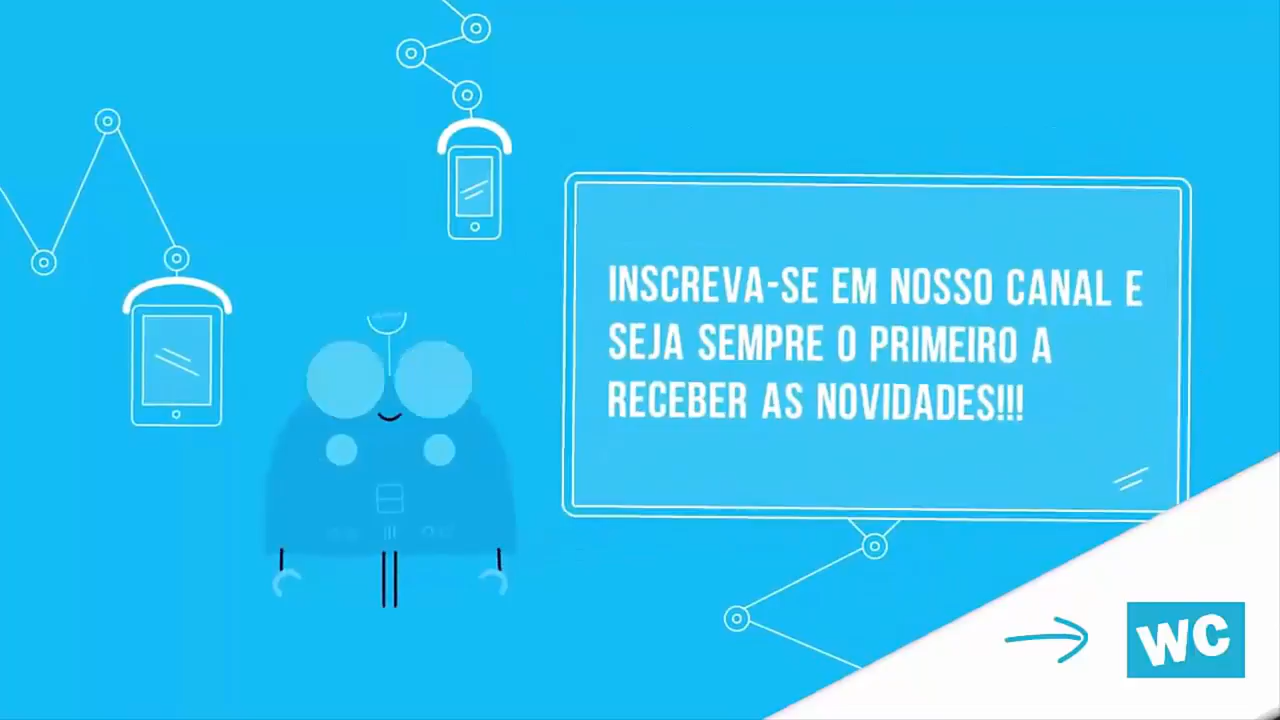 INSCREVA-SE EM NOSSO CANAL E
SEJA SEMPRE O PRIMEIRO A
RECEBER AS NOVIDADES!!!
WC